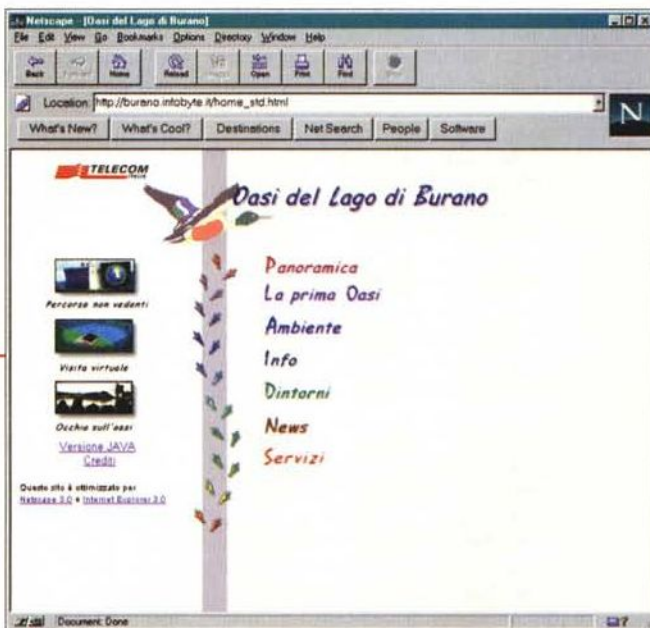 Netscape - [Oasi del Lago di Burano]
File Edit View Go Bookmarks Options Directory Window Help
Back Forward Home Reload Images Open Print Find Stop
Location: http://burano.infobyte.it/home_std.html
N
What's New? What's Cool? Destinations Net Search People Software
TELECOM
ITALIA
Oasi del Lago di Burano
Percorso non vedenti
Visita virtuale
Occhio sull'oasi
Versione JAVA
Crediti
Questo sito è ottimizzato per
Netscape 3.0 e Internet Explorer 3.0
Panoramica
La prima Oasi
Ambiente
Info
Dintorni
News
Servizi
Document: Done